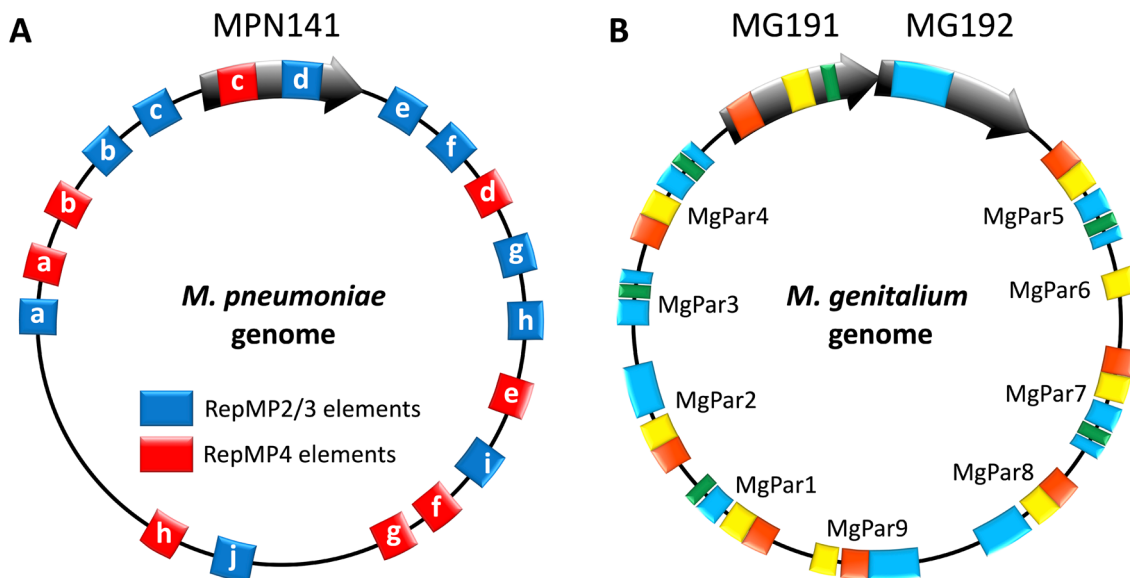 A
MPN141
c
d
e
f
d
g
h
e
i
f
g
j
h
a
a
b
b
c
M. pneumoniae
genome
RepMP2/3 elements
RepMP4 elements
B
MG191
MG192
MgPar4
MgPar5
MgPar3
MgPar6
M. genitalium
genome
MgPar2
MgPar7
MgPar1
MgPar8
MgPar9